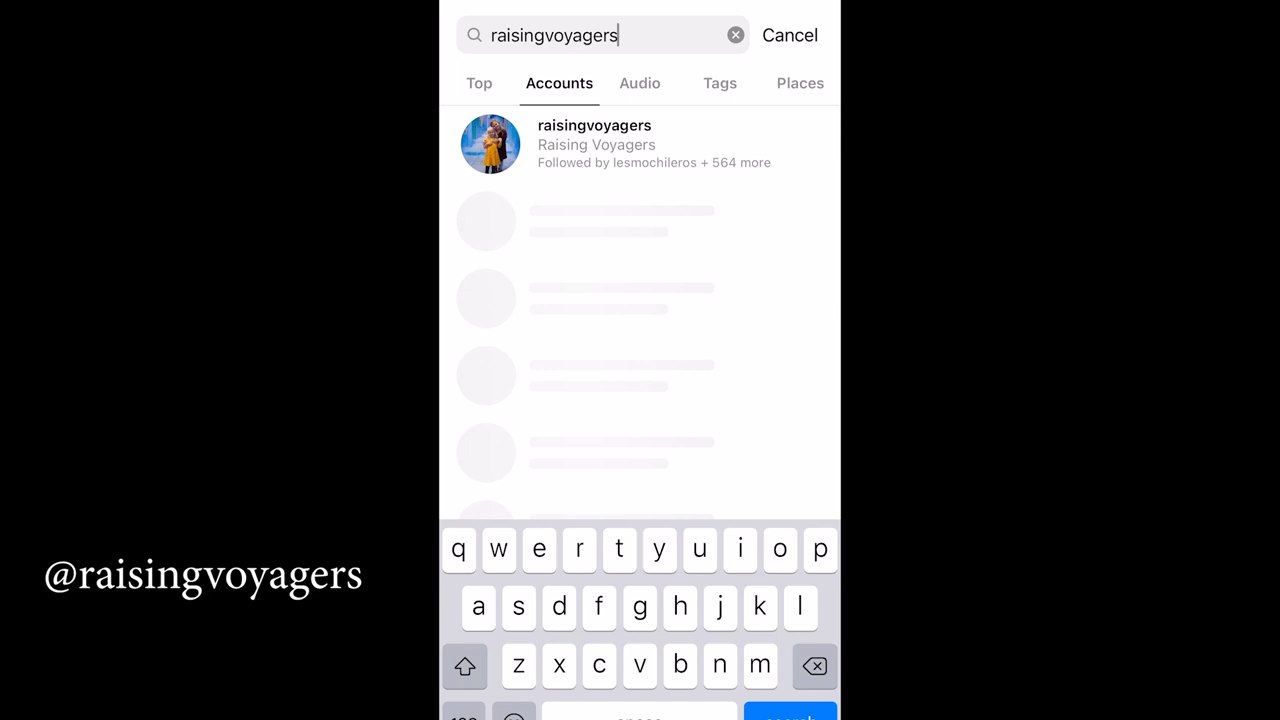 raisingvoyagers
Cancel
Top
Accounts
Audio
Tags
Places
raisingvoyagers
Raising Voyagers
Followed by lesmochileros + 564 more
@raisingvoyagers
q w e r t y u i o p
a s d f g h j k l
z x c v b n m